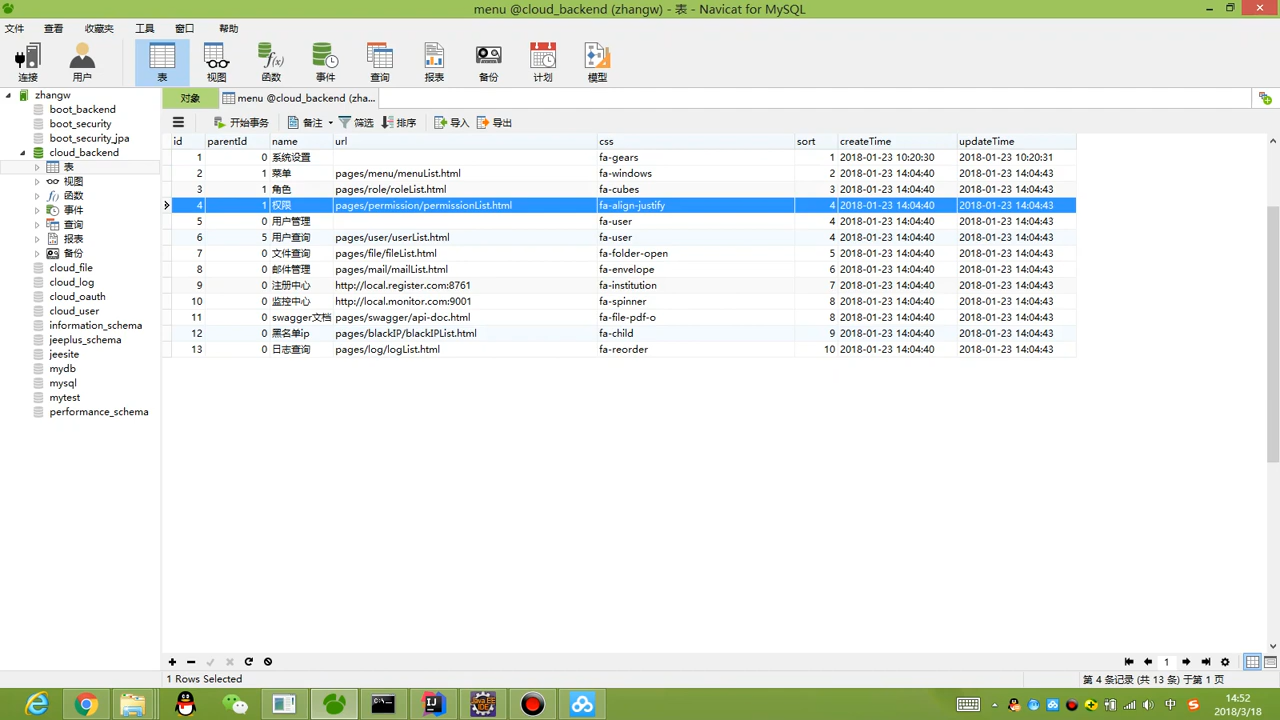 menu @cloud_backend (zhangw) - 表 - Navicat for MySQL
文件 查看 收藏夹 工具 窗口 帮助
连接 用户 表 视图 函数 事件 查询 报表 备份 计划 模型
zhangw
boot_backend
boot_security
boot_security_jpa
cloud_backend
表
视图
函数
事件
查询
报表
备份
cloud_file
cloud_log
cloud_oauth
cloud_user
information_schema
jeeplus_schema
jeesite
mydb
mysql
mytest
performance_schema
对象 menu @cloud_backend (zha...
开始事务 备注 筛选 排序 导入 导出
id parentId name url css sort createTime updateTime
1 0 系统设置 fa-gears 1 2018-01-23 10:20:30 2018-01-23 10:20:31
2 1 菜单 pages/menu/menuList.html fa-windows 2 2018-01-23 14:04:40 2018-01-23 14:04:43
3 1 角色 pages/role/roleList.html fa-cubes 3 2018-01-23 14:04:40 2018-01-23 14:04:43
4 1 权限 pages/permission/permissionList.html fa-align-justify 4 2018-01-23 14:04:40 2018-01-23 14:04:43
5 0 用户管理 fa-user 4 2018-01-23 14:04:40 2018-01-23 14:04:43
6 5 用户查询 pages/user/userList.html fa-user 4 2018-01-23 14:04:40 2018-01-23 14:04:43
7 0 文件查询 pages/file/fileList.html fa-folder-open 5 2018-01-23 14:04:40 2018-01-23 14:04:43
8 0 邮件管理 pages/mail/mailList.html fa-envelope 6 2018-01-23 14:04:40 2018-01-23 14:04:43
9 0 注册中心 http://local.register.com:8761 fa-institution 7 2018-01-23 14:04:40 2018-01-23 14:04:43
10 0 监控中心 http://local.monitor.com:9001 fa-spinner 8 2018-01-23 14:04:40 2018-01-23 14:04:43
11 0 swagger文档 pages/swagger/api-doc.html fa-file-pdf-o 8 2018-01-23 14:04:40 2018-01-23 14:04:43
12 0 黑名单ip pages/blackIP/blackIPList.html fa-child 9 2018-01-23 14:04:40 2018-01-23 14:04:43
13 0 日志查询 pages/log/logList.html fa-reorder 10 2018-01-23 14:04:40 2018-01-23 14:04:43
1
1 Rows Selected 第 4 条记录 (共 13 条) 于第 1 页
中 14:52
2018/3/18